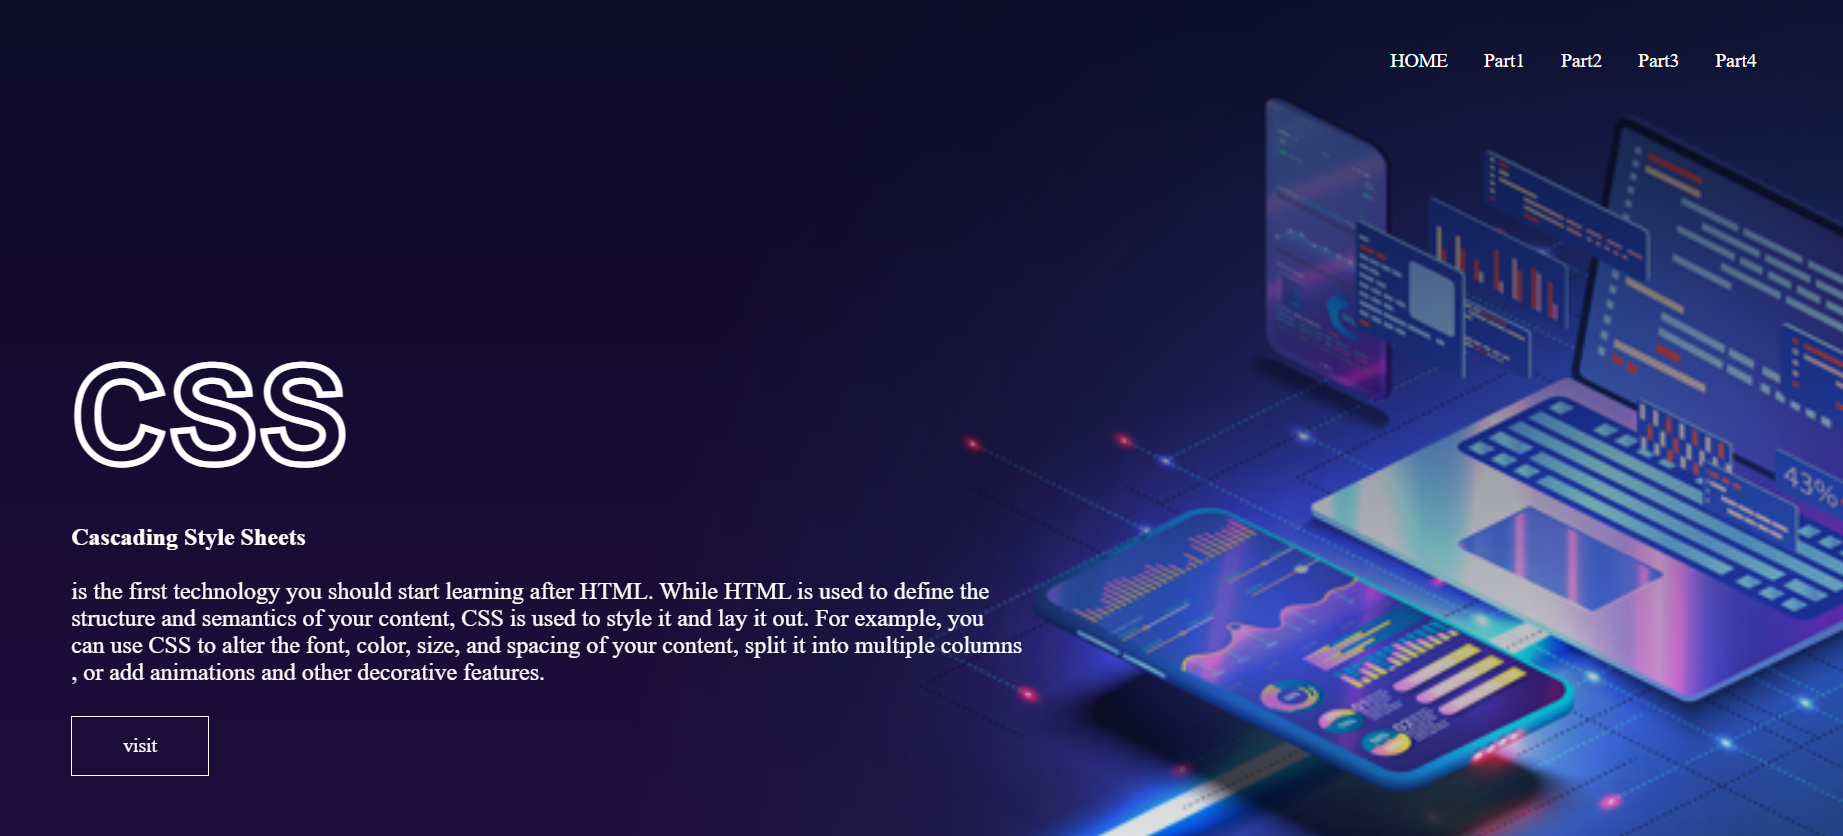 HOME Part1 Part2 Part3 Part4
CSS
43%
Cascading Style Sheets
is the first technology you should start learning after HTML. While HTML is used to define the
structure and semantics of your content, CSS is used to style it and lay it out. For example, you
can use CSS to alter the font, color, size, and spacing of your content, split it into multiple columns
, or add animations and other decorative features.
visit